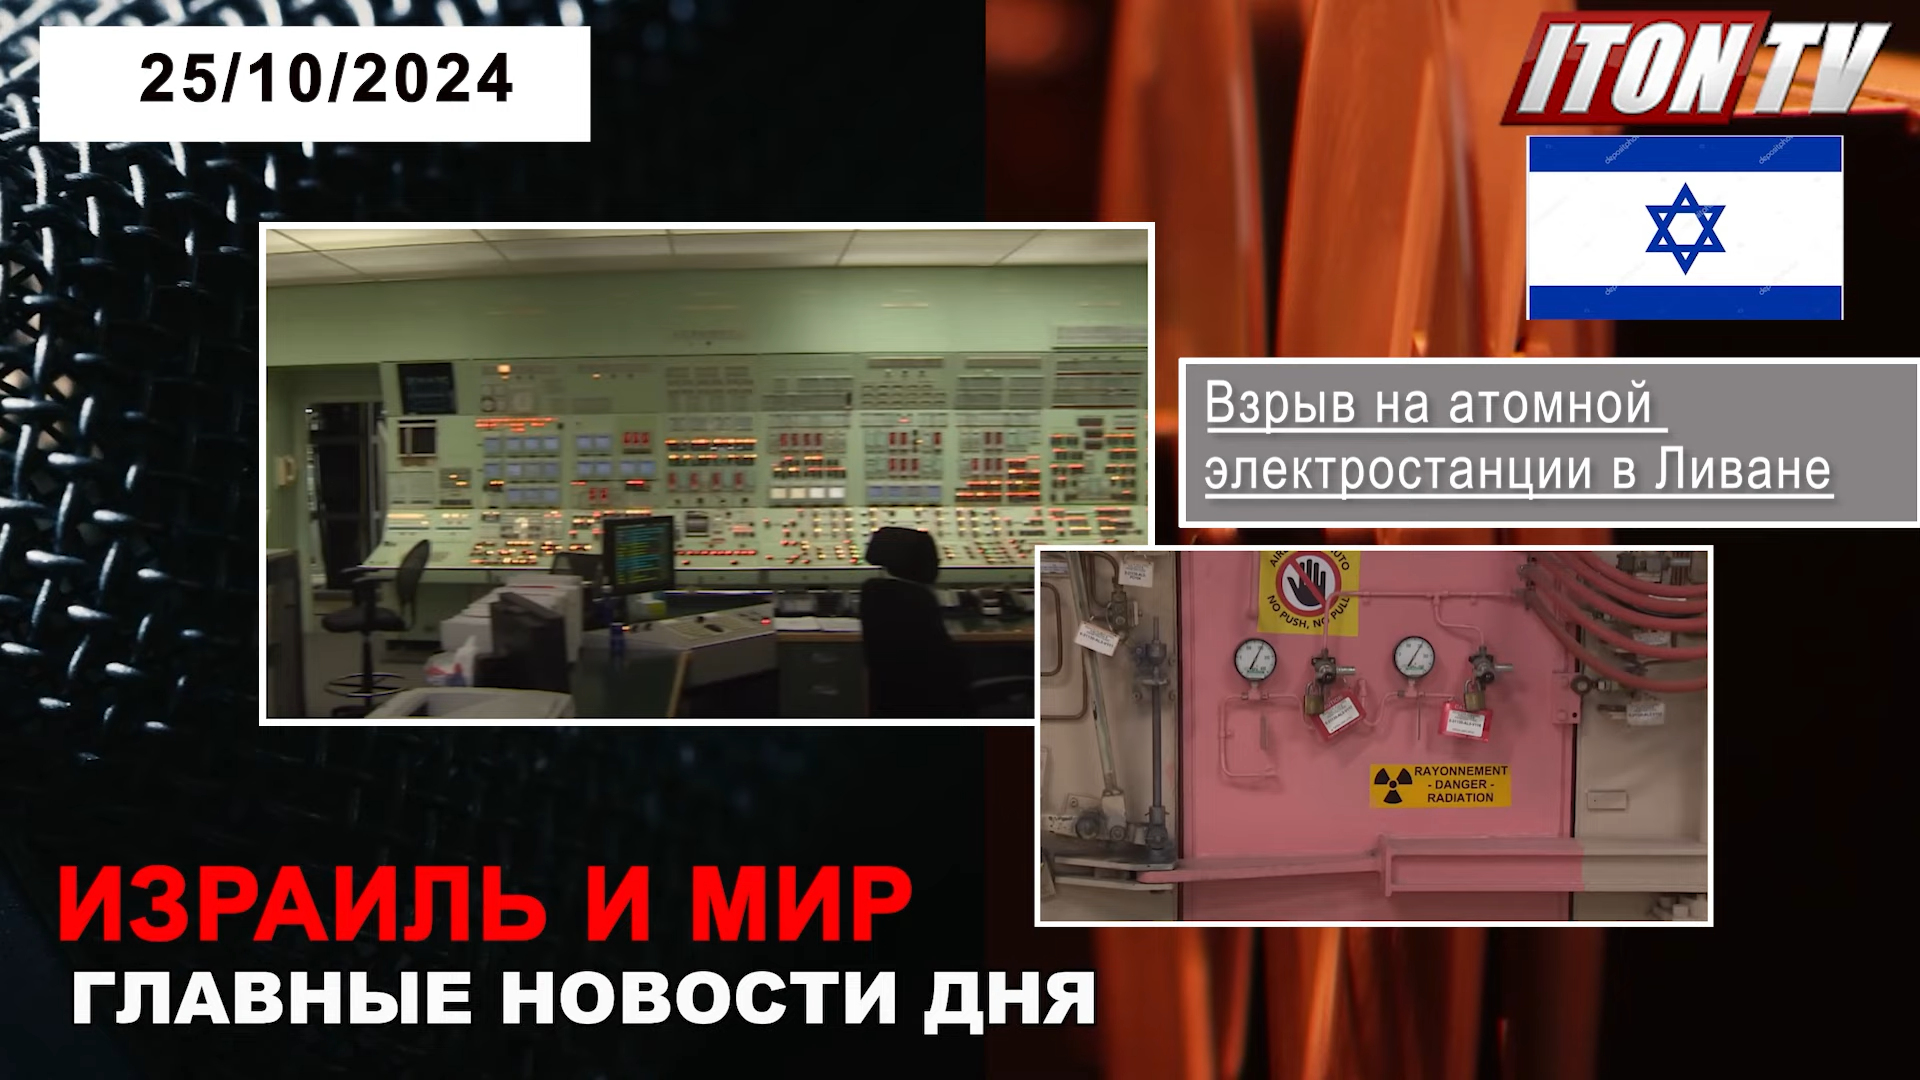 25/10/2024
ITON TV
Взрыв на атомной
электростанции в Ливане
NO PUSH, NO PULL
RAYONNEMENT
- DANGER -
RADIATION
ИЗРАИЛЬ И МИР
ГЛАВНЫЕ НОВОСТИ ДНЯ